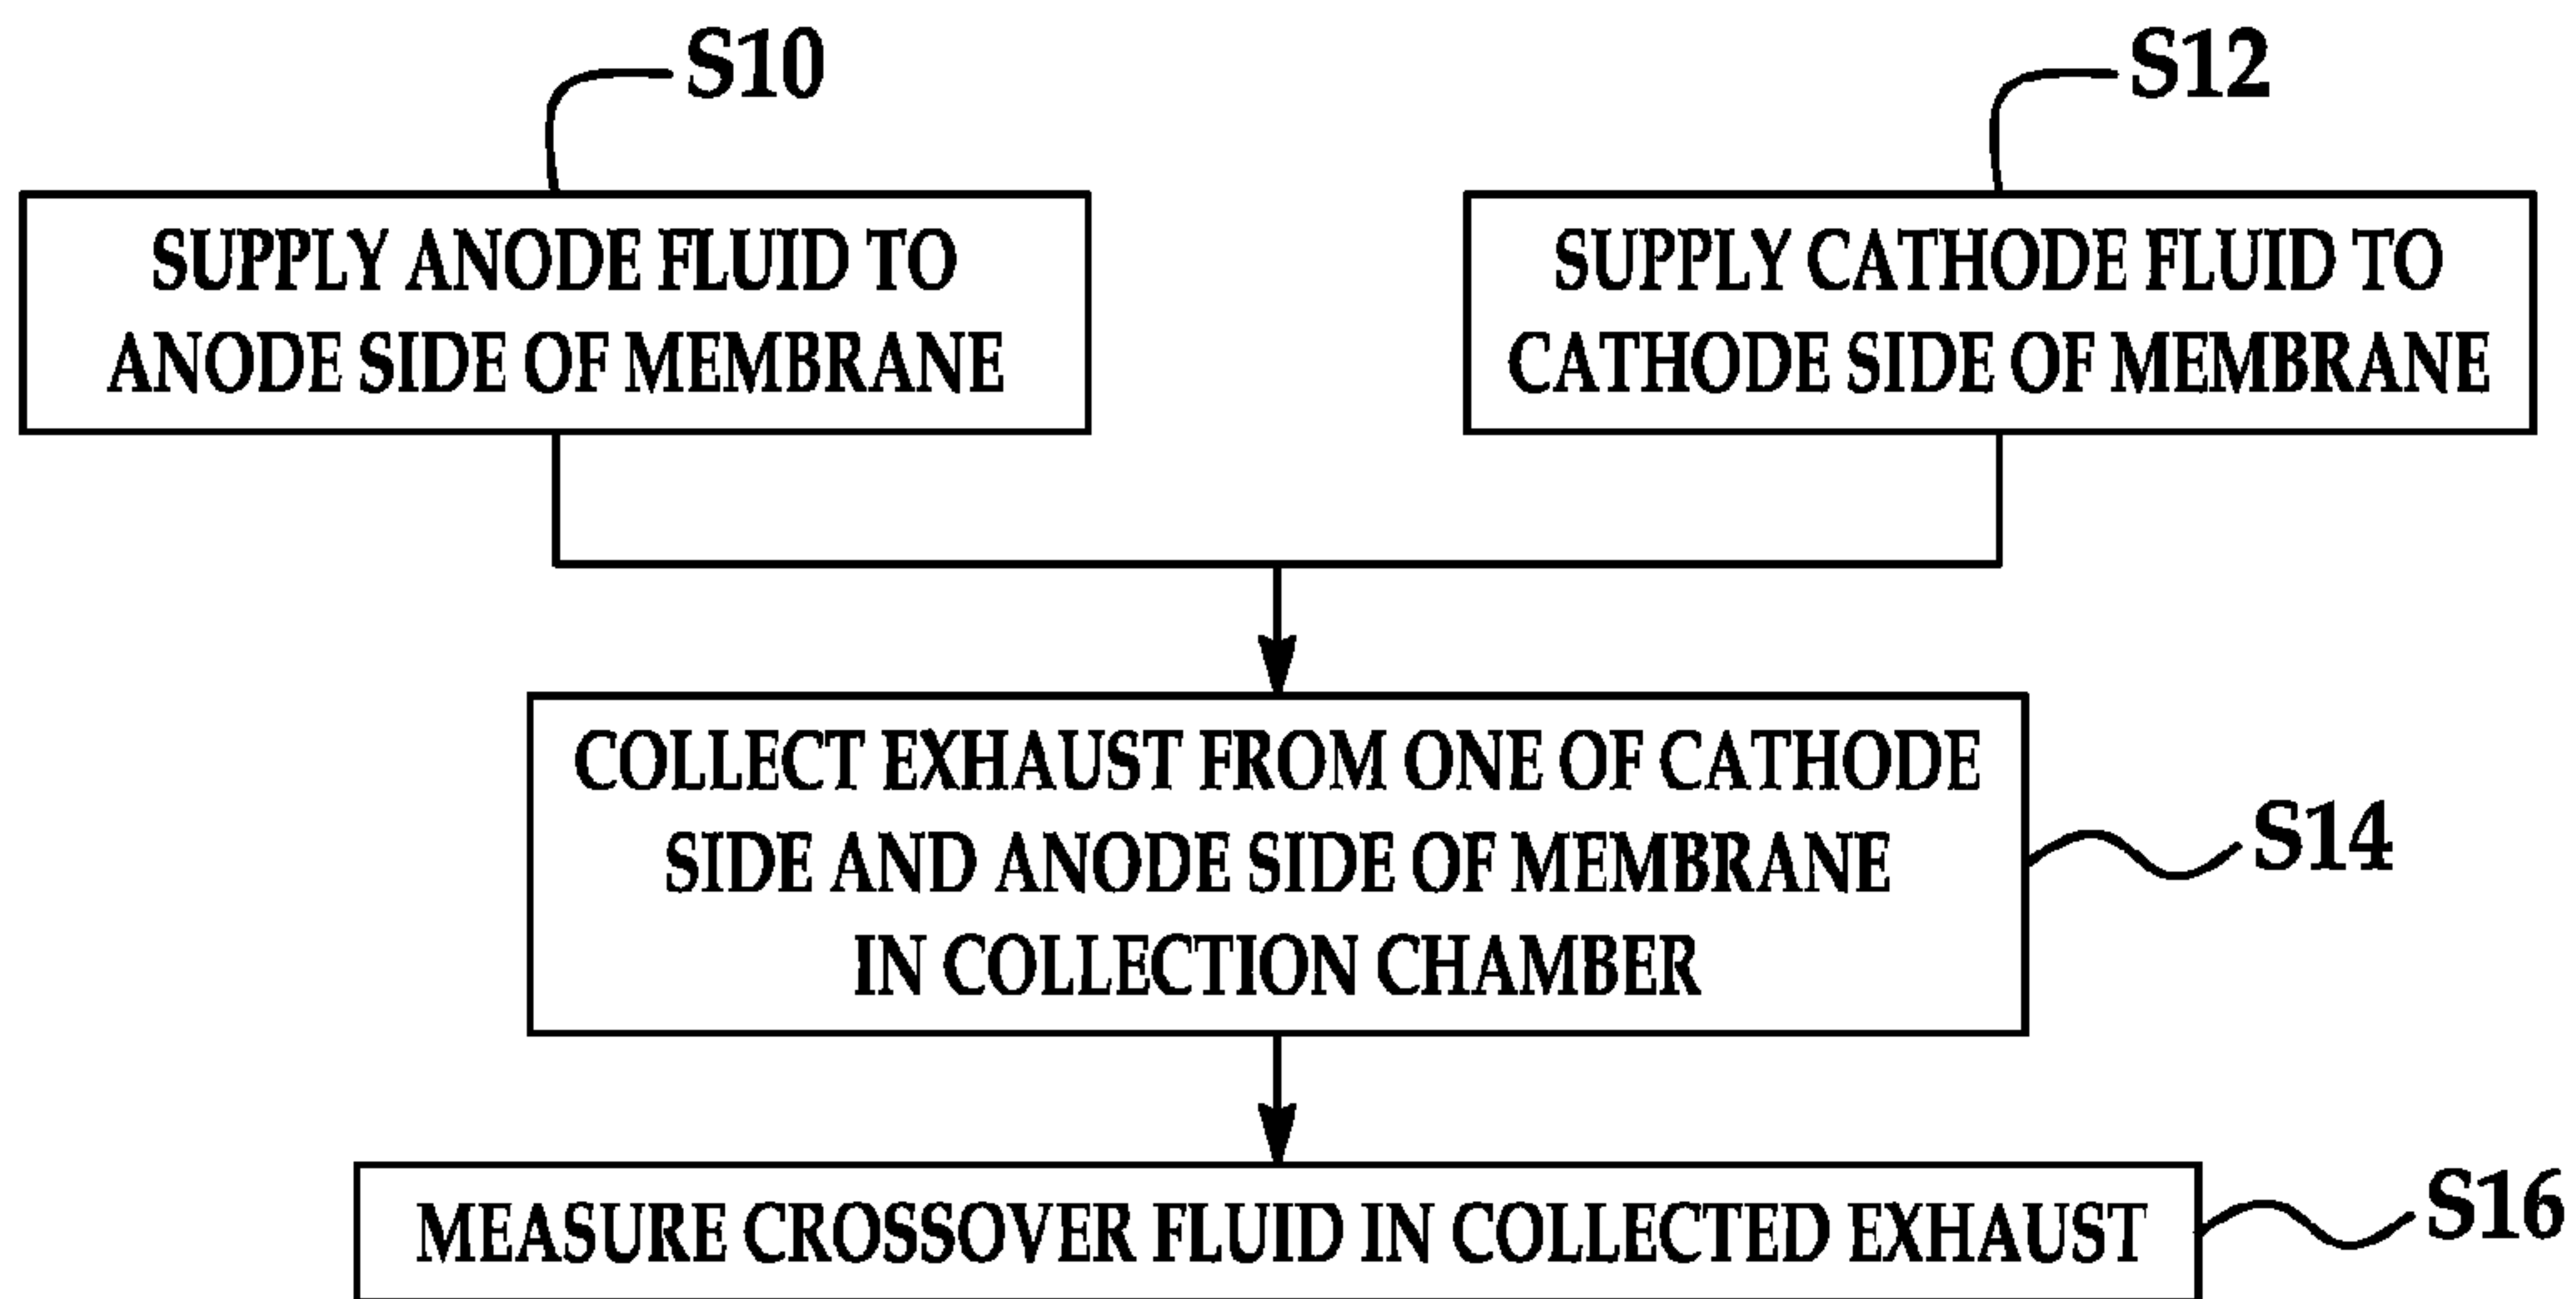 S10
S12
SUPPLY ANODE FLUID TO
ANODE SIDE OF MEMBRANE
SUPPLY CATHODE FLUID TO
CATHODE SIDE OF MEMBRANE
COLLECT EXHAUST FROM ONE OF CATHODE
SIDE AND ANODE SIDE OF MEMBRANE
IN COLLECTION CHAMBER
S14
MEASURE CROSSOVER FLUID IN COLLECTED EXHAUST
S16